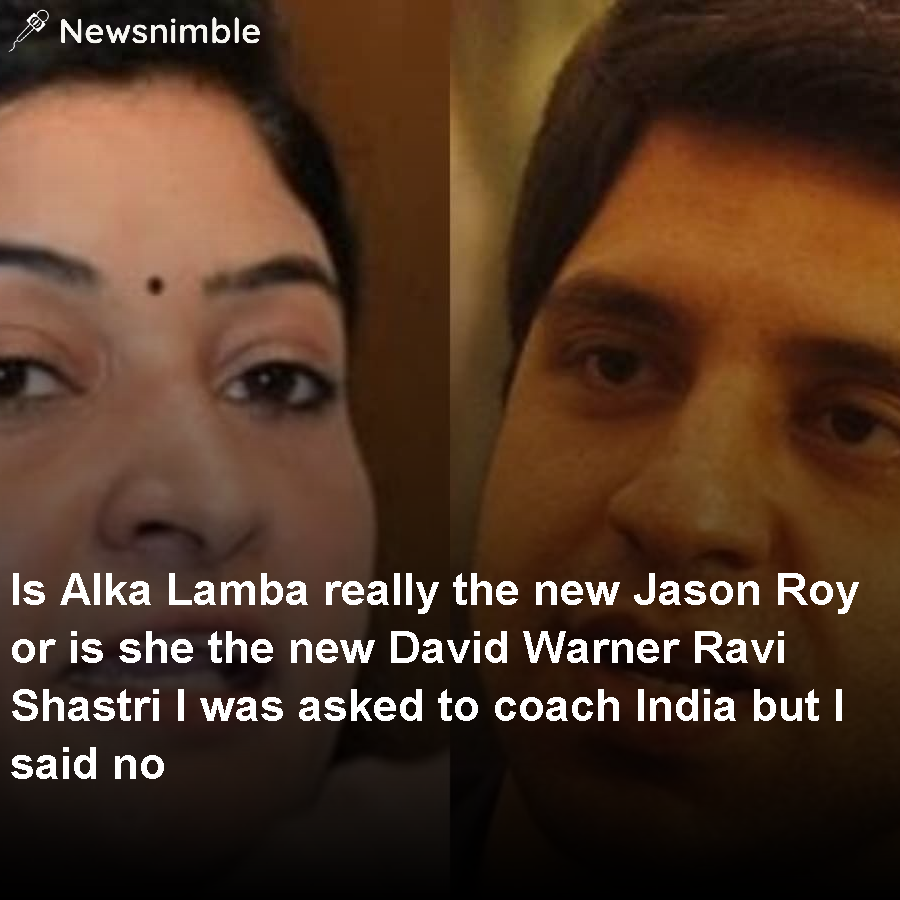 Newsnimble
Is Alka Lamba really the new Jason Roy
or is she the new David Warner Ravi
Shastri I was asked to coach India but I
said no